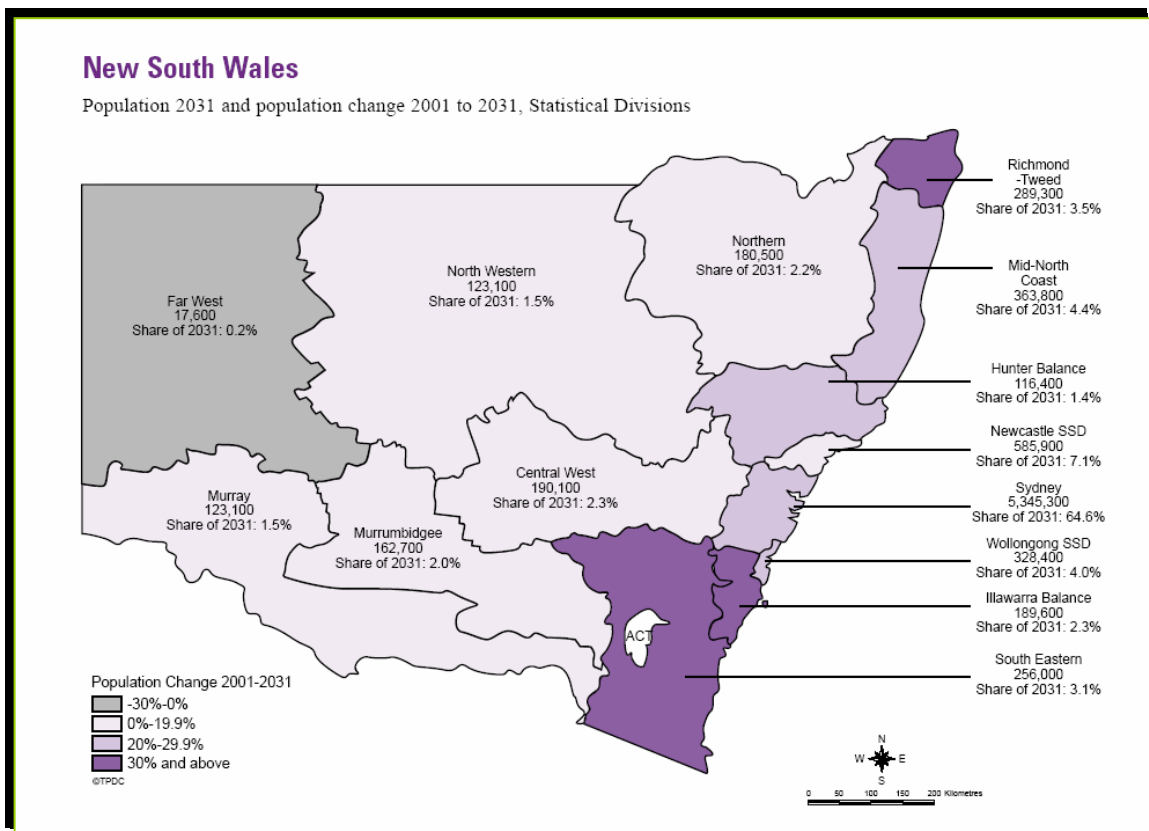 New South Wales
Population 2031 and population change 2001 to 2031, Statistical Divisions
Richmond
-Tweed
289,300
Share of 2031: 3.5%
Northern
180,500
Share of 2031: 2.2%
North Western
123,100
Share of 2031: 1.5%
Mid-North
Coast
363,800
Share of 2031: 4.4%
Far West
17,600
Share of 2031: 0.2%
Hunter Balance
116,400
Share of 2031: 1.4%
Newcastle SSD
585,900
Share of 2031: 7.1%
Central West
190,100
Share of 2031: 2.3%
Sydney
5,345,300
Share of 2031: 64.6%
Murray
123,100
Share of 2031: 1.5%
Murrumbidgee
162,700
Share of 2031: 2.0%
Wollongong SSD
328,400
Share of 2031: 4.0%
Illawarra Balance
189,600
Share of 2031: 2.3%
ACT
South Eastern
256,000
Share of 2031: 3.1%
Population Change 2001-2031
-30%-0%
0%-19.9%
20%-29.9%
30% and above
©TPDC
N
W E
S
0 50 100 150 200 Kilometres